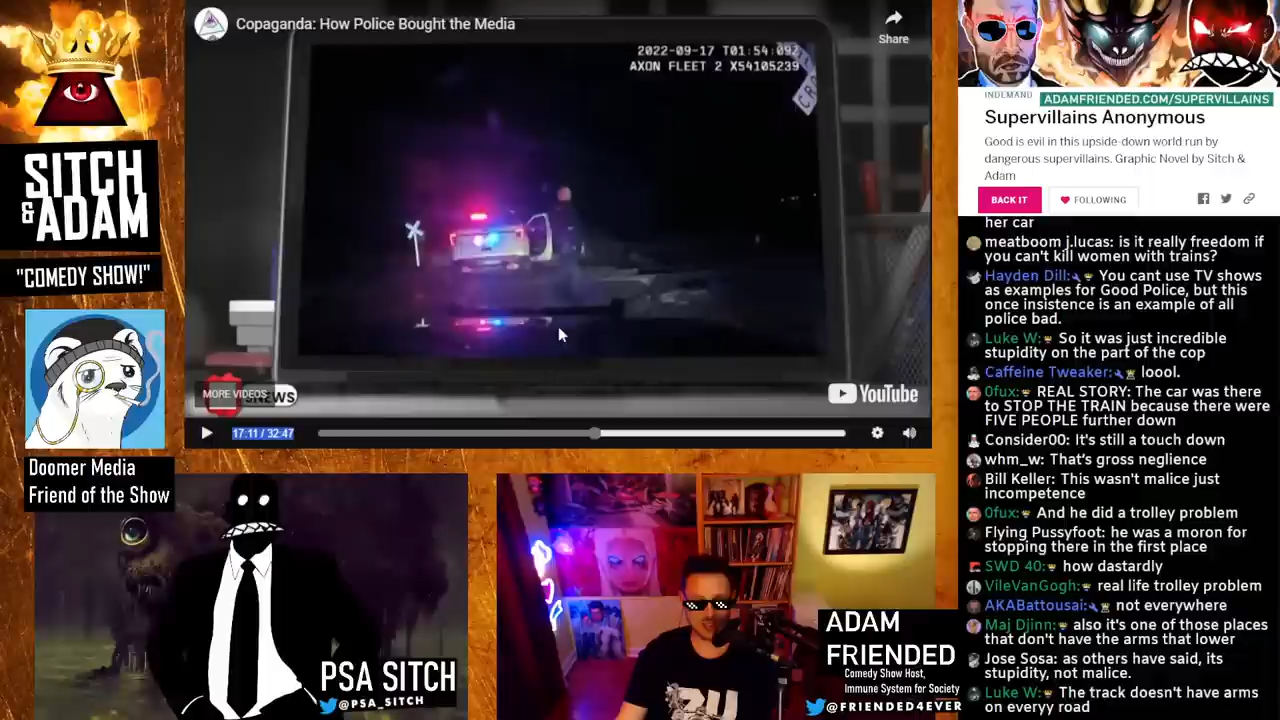 Copaganda: How Police Bought the Media
Share
2022-09-17 T01:54:09Z
AXON FLEET 2 X54105239
MORE VIDEOS
NEWS
YouTube
17:11 / 32:47
SITCH
& ADAM
"COMEDY SHOW!"
Doomer Media
Friend of the Show
PSA SITCH
@PSA_SITCH
ADAM
FRIENDED
Comedy Show Host,
Immune System for Society
@FRIENDED4EVER
INDEMAND
ADAMFRIENDED.COM/SUPERVILLAINS
Supervillains Anonymous
Good is evil in this upside-down world run by
dangerous supervillains. Graphic Novel by Sitch &
Adam
BACK IT
FOLLOWING
her car
meatboom j.lucas: is it really freedom if
you can't kill women with trains?
Hayden Dill: You cant use TV shows
as examples for Good Police, but this
once insistence is an example of all
police bad.
Luke W: So it was just incredible
stupidity on the part of the cop
Caffeine Tweaker: loool.
0fux: REAL STORY: The car was there
to STOP THE TRAIN because there were
FIVE PEOPLE further down
Consider00: It's still a touch down
whm_w: That's gross neglience
Bill Keller: This wasn't malice just
incompetence
0fux: And he did a trolley problem
Flying Pussyfoot: he was a moron for
stopping there in the first place
SWD 40: how dastardly
VileVanGogh: real life trolley problem
AKABattousai: not everywhere
Maj Djinn: also it's one of those places
that don't have the arms that lower
Jose Sosa: as others have said, its
stupidity, not malice.
Luke W: The track doesn't have arms
on everyy road